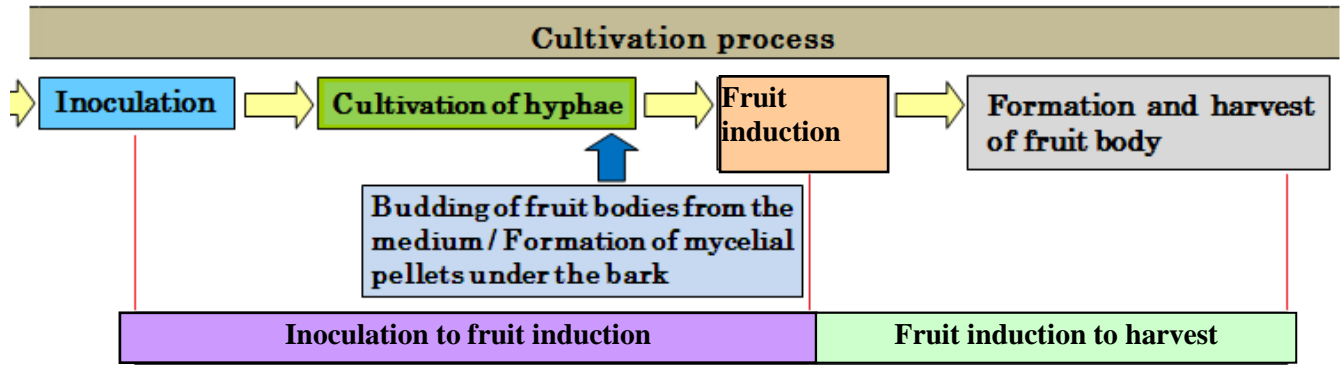 Cultivation process
Inoculation
Cultivation of hyphae
Fruit
induction
Formation and harvest
of fruit body
Budding of fruit bodies from the
medium / Formation of mycelial
pellets under the bark
Inoculation to fruit induction
Fruit induction to harvest